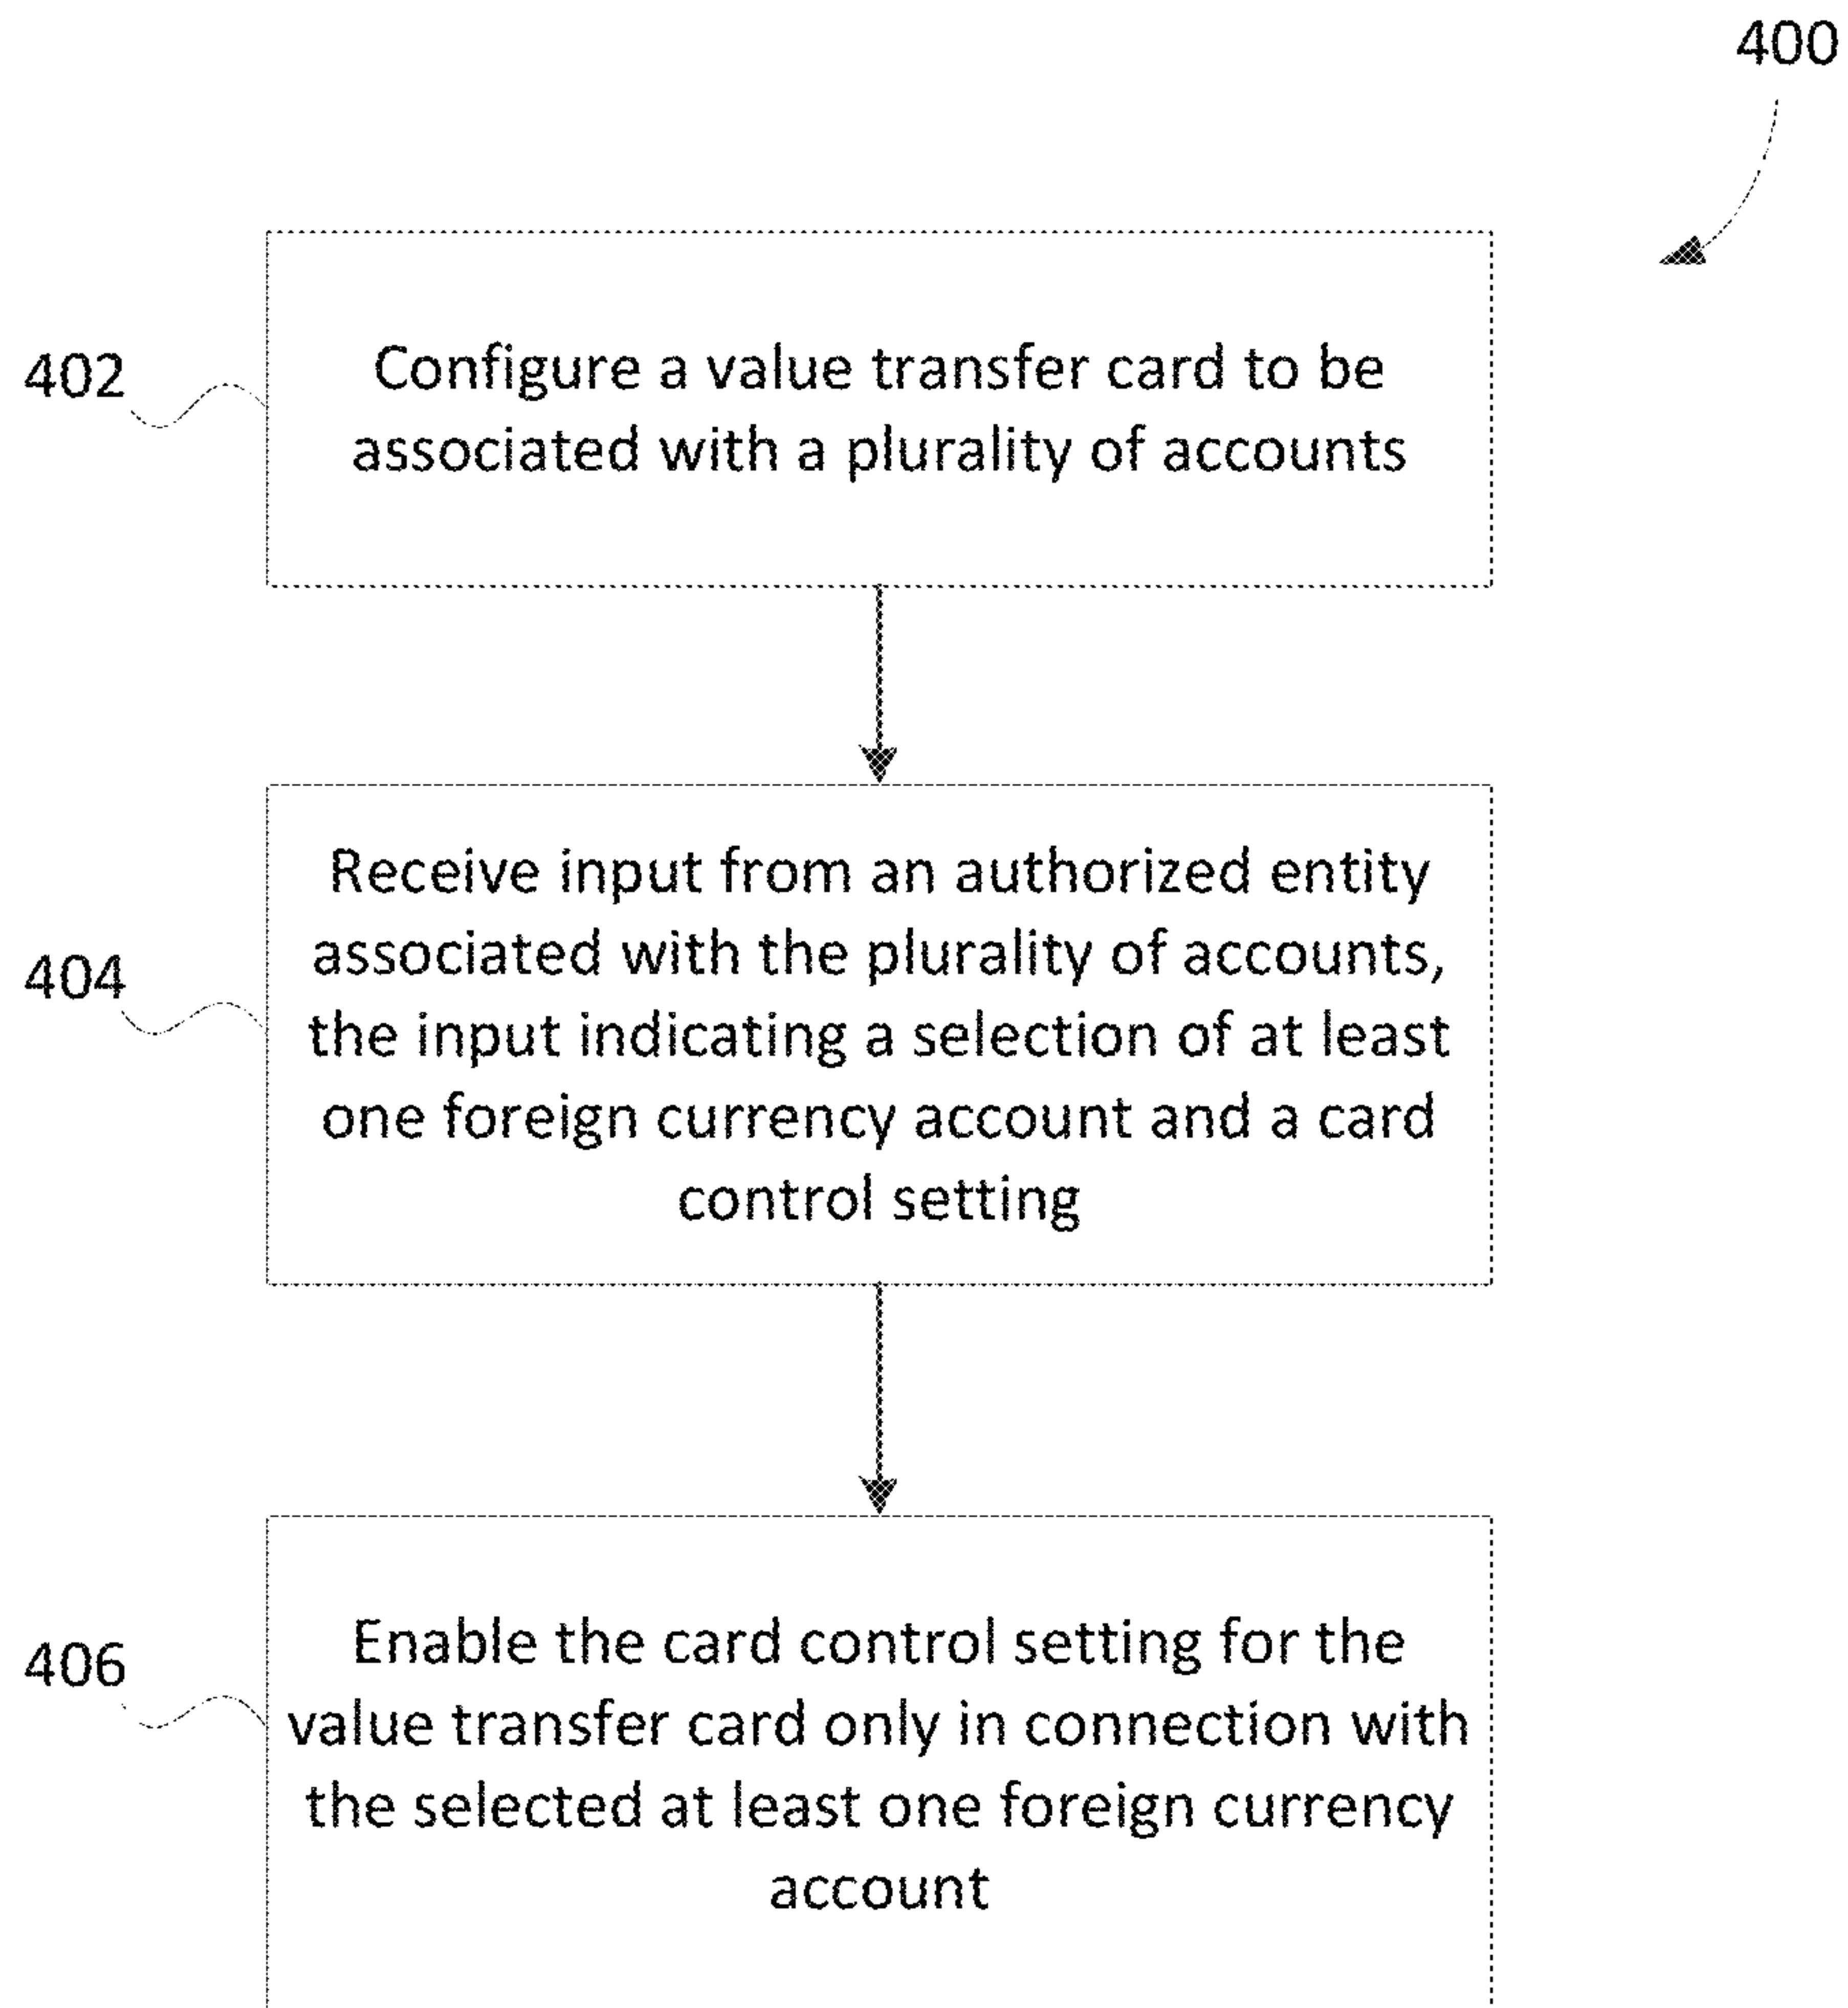 400
402
Configure a value transfer card to be
associated with a plurality of accounts
404
Receive input from an authorized entity
associated with the plurality of accounts,
the input indicating a selection of at least
one foreign currency account and a card
control setting
406
Enable the card control setting for the
value transfer card only in connection with
the selected at least one foreign currency
account